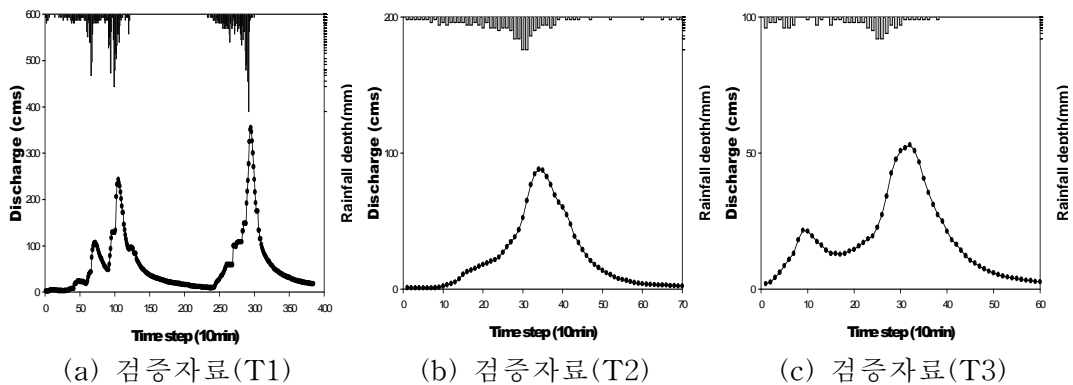 600
500
400
300
200
100
0
Discharge (cms)
Rainfall depth(mm)
0 50 100 150 200 250 300 350 400
Time step (10min)
(a) 검증자료(T1)
200
100
0
Discharge (cms)
Rainfall depth(mm)
0 10 20 30 40 50 60 70
Time step (10min)
(b) 검증자료(T2)
100
50
0
Discharge (cms)
Rainfall depth(mm)
0 10 20 30 40 50 60
Time step (10min)
(c) 검증자료(T3)